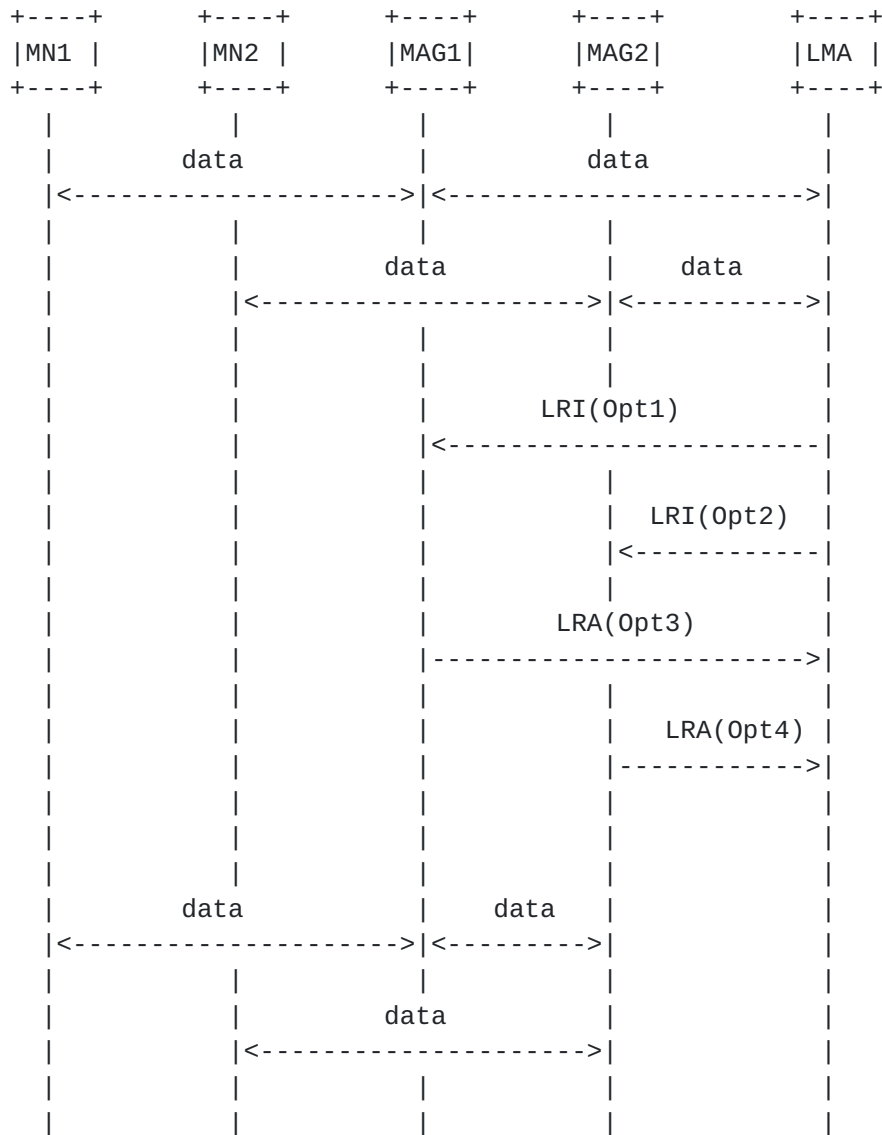 MN1 MN2 MAG1 MAG2 LMA
data data
data data
LRI(Opt1)
LRI(Opt2)
LRA(Opt3)
LRA(Opt4)
data data
data